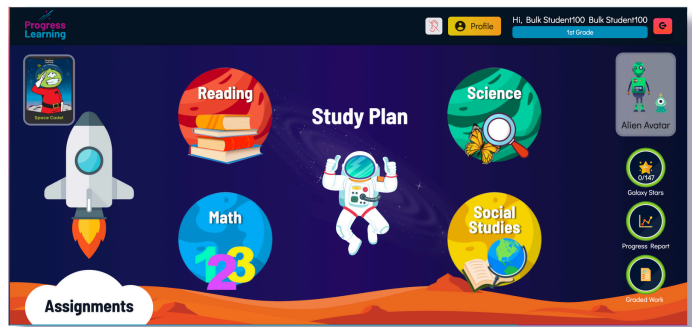 Progress
Learning
Profile
Hi, Bulk Student100 Bulk Student100
1st Grade
Space Cadet
Reading
Study Plan
Science
Alien Avatar
0/147
Galaxy Stars
Math
123
Social
Studies
Progress Report
Graded Work
Assignments